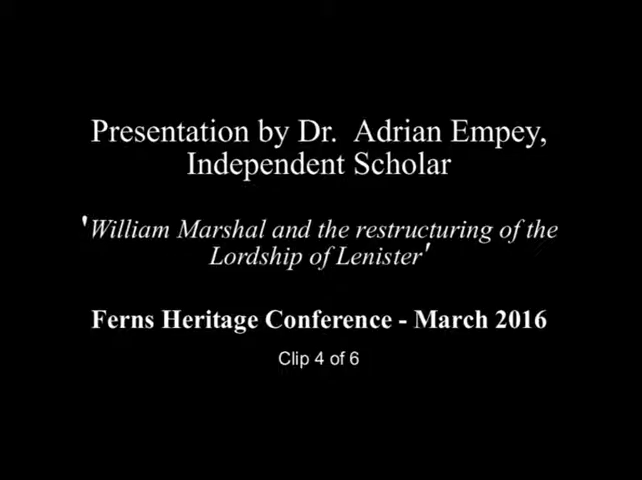 Presentation by Dr. Adrian Empey,
Independent Scholar
'William Marshal and the restructuring of the
Lordship of Lenister'
Ferns Heritage Conference - March 2016
Clip 4 of 6